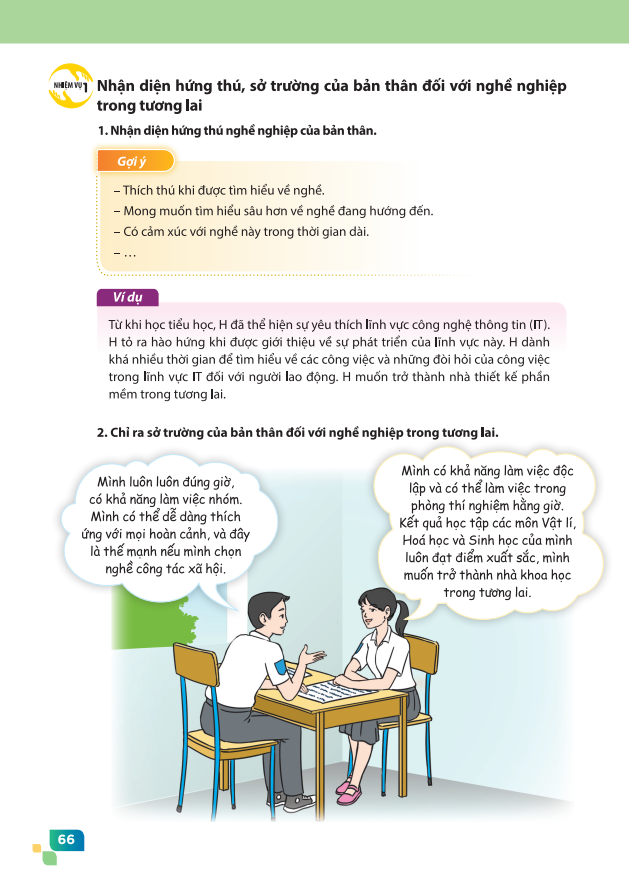 NHIỆM VỤ 1
Nhận diện hứng thú, sở trường của bản thân đối với nghề nghiệp
trong tương lai
1. Nhận diện hứng thú nghề nghiệp của bản thân.
Gợi ý
– Thích thú khi được tìm hiểu về nghề.
– Mong muốn tìm hiểu sâu hơn về nghề đang hướng đến.
– Có cảm xúc với nghề này trong thời gian dài.
– …
Ví dụ
Từ khi học tiểu học, H đã thể hiện sự yêu thích lĩnh vực công nghệ thông tin (IT).
H tỏ ra hào hứng khi được giới thiệu về sự phát triển của lĩnh vực này. H dành
khá nhiều thời gian để tìm hiểu về các công việc và những đòi hỏi của công việc
trong lĩnh vực IT đối với người lao động. H muốn trở thành nhà thiết kế phần
mềm trong tương lai.
2. Chỉ ra sở trường của bản thân đối với nghề nghiệp trong tương lai.
Mình luôn luôn đúng giờ,
có khả năng làm việc nhóm.
Mình có thể dễ dàng thích
ứng với mọi hoàn cảnh, và đây
là thế mạnh nếu mình chọn
nghề công tác xã hội.
Mình có khả năng làm việc độc
lập và có thể làm việc trong
phòng thí nghiệm hằng giờ.
Kết quả học tập các môn Vật lí,
Hoá học và Sinh học của mình
luôn đạt điểm xuất sắc, mình
muốn trở thành nhà khoa học
trong tương lai.
66